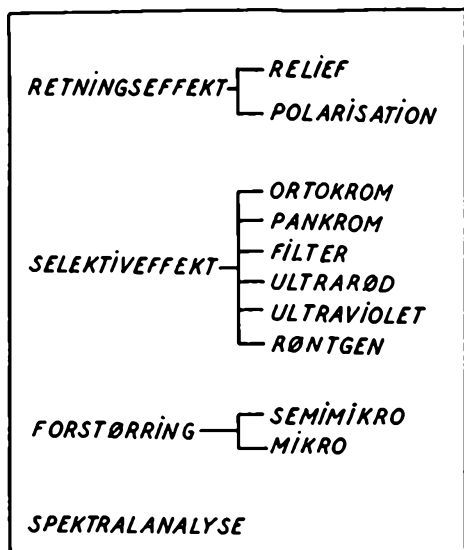 RETNINGSEFFEKT
RELIEF
POLARISATION
SELEKTIVEFFEKT
ORTOKROM
PANKROM
FILTER
ULTRARØD
ULTRAVIOLET
RØNTGEN
FORSTØRRING
SEMIMIKRO
MIKRO
SPEKTRALANALYSE